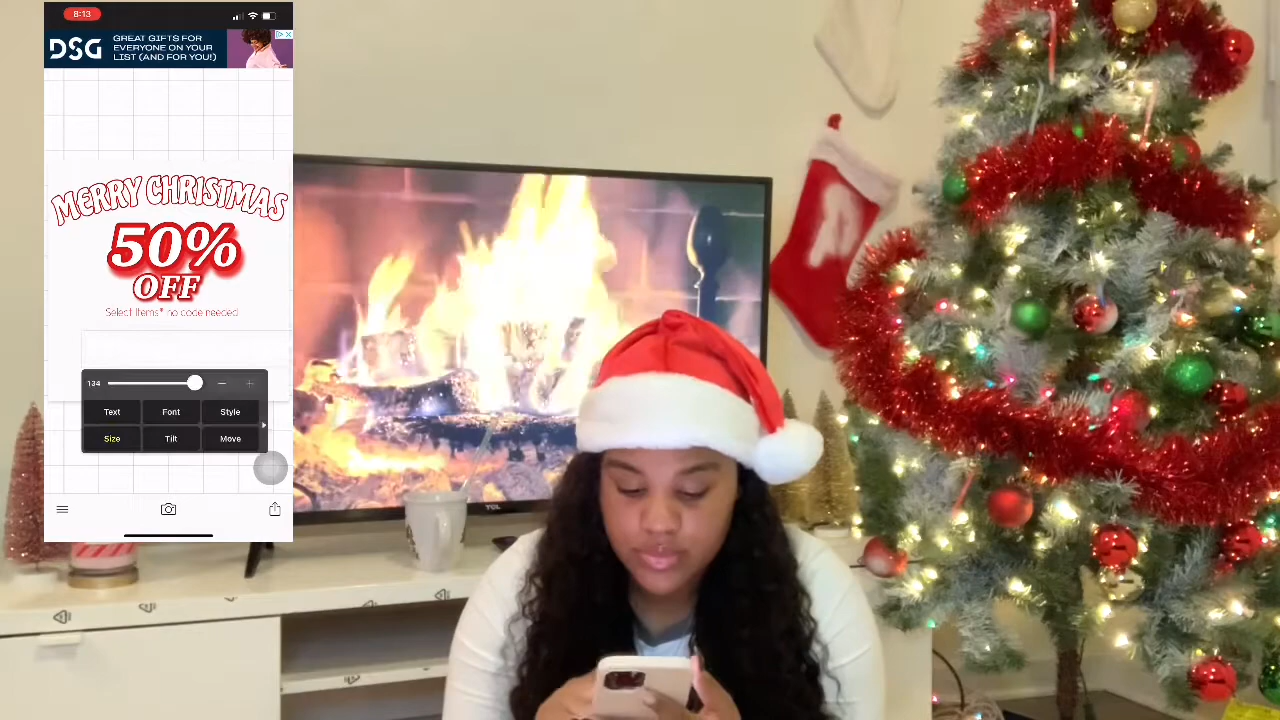 8:13
DSG
GREAT GIFTS FOR
EVERYONE ON YOUR
LIST (AND FOR YOU!)
MERRY CHRISTMAS
50%
OFF
Select Items* no code needed
134
Text Font Style
Size Tilt Move
TCL